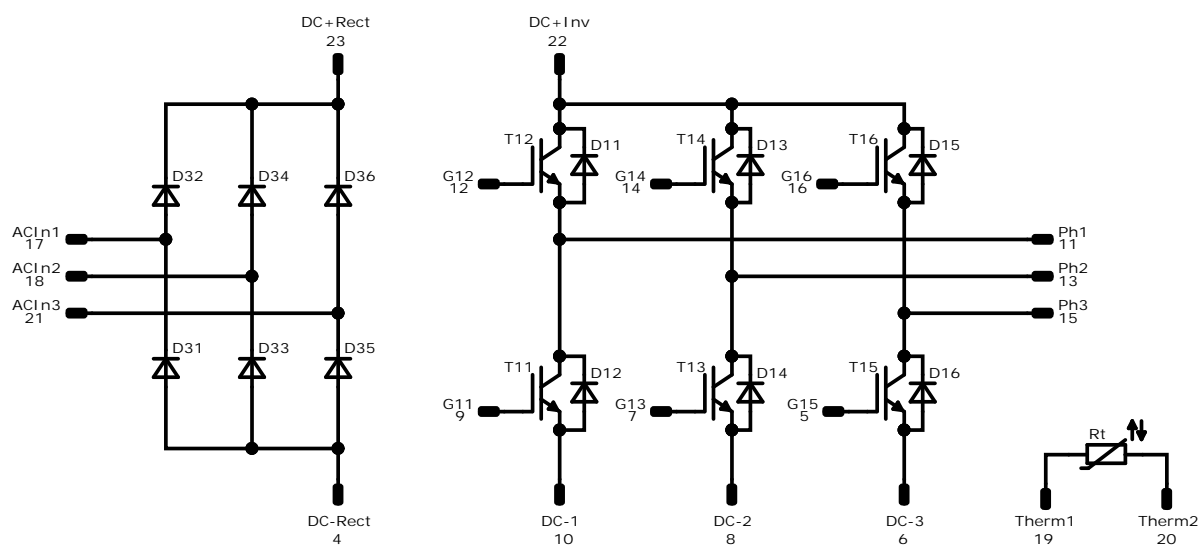 DC+Rect
23
DC+Inv
22
D32
D34
D36
T12
D11
T14
D13
T16
D15
G12
12
G14
14
G16
16
ACIn1
17
ACIn2
18
ACIn3
21
Ph1
11
Ph2
13
Ph3
15
D31
D33
D35
T11
D12
T13
D14
T15
D16
G11
9
G13
7
G15
5
Rt
DC-Rect
4
DC-1
10
DC-2
8
DC-3
6
Therm1
19
Therm2
20